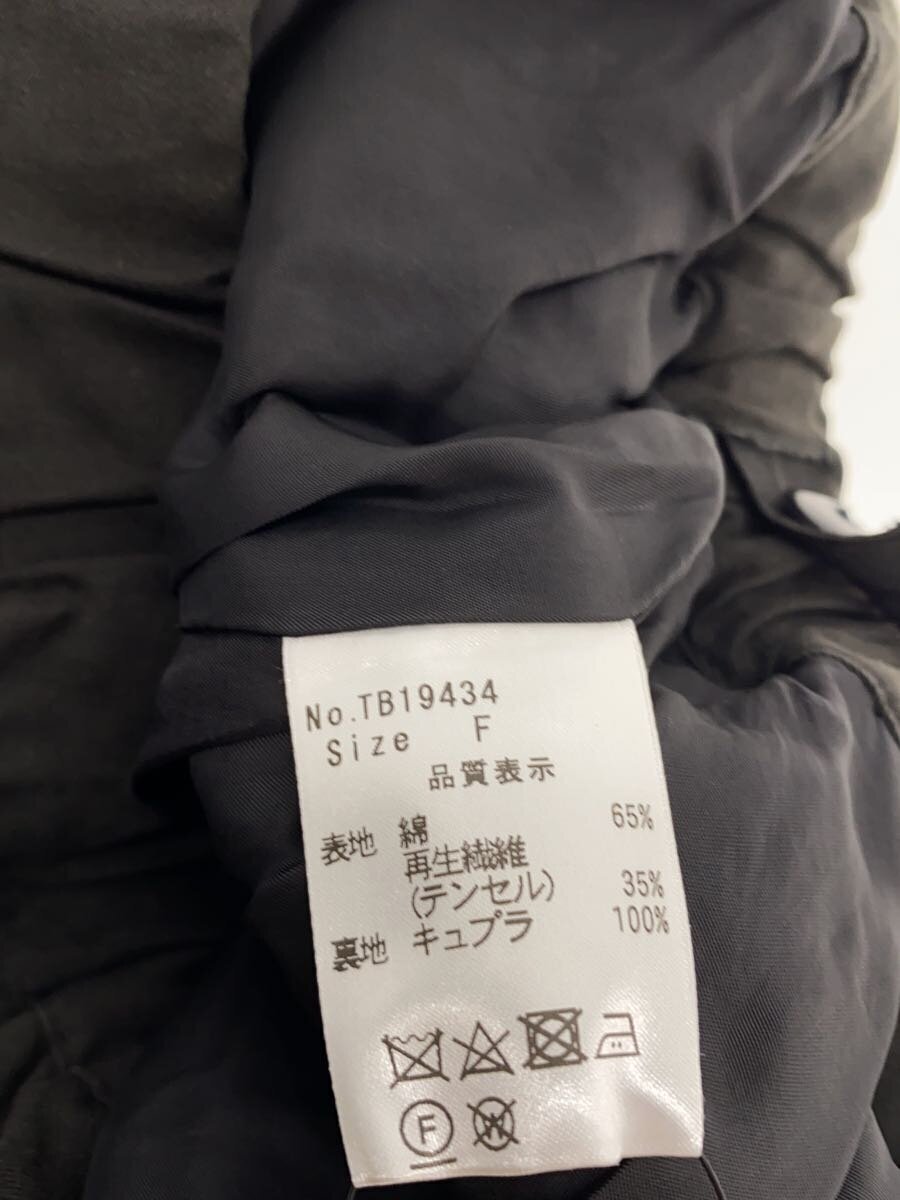 No.TB19434
Size F
品質表示
表地 綿 65%
再生繊維
(テンセル) 35%
裏地 キュプラ 100%
F
W